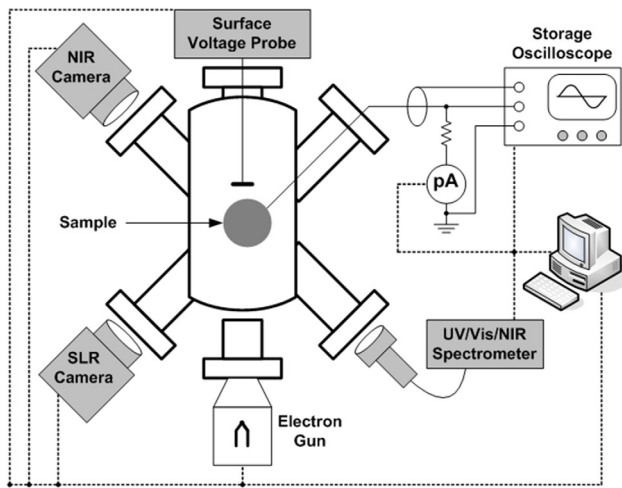 Surface
Voltage Probe
Storage
Oscilloscope
NIR
Camera
pA
Sample
UV/Vis/NIR
Spectrometer
SLR
Camera
Electron
Gun